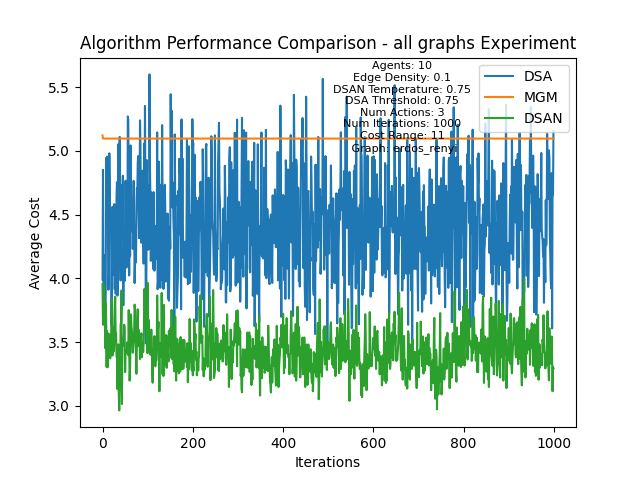 Algorithm Performance Comparison - all graphs Experiment
Agents: 10
Edge Density: 0.1
DSAN Temperature: 0.75
DSA Threshold: 0.75
Num Actions: 3
Num Iterations: 1000
Cost Range: 11
Graph: erdos_renyi
DSA
MGM
DSAN
Average Cost
5.5
5.0
4.5
4.0
3.5
3.0
0
200
400
600
800
1000
Iterations